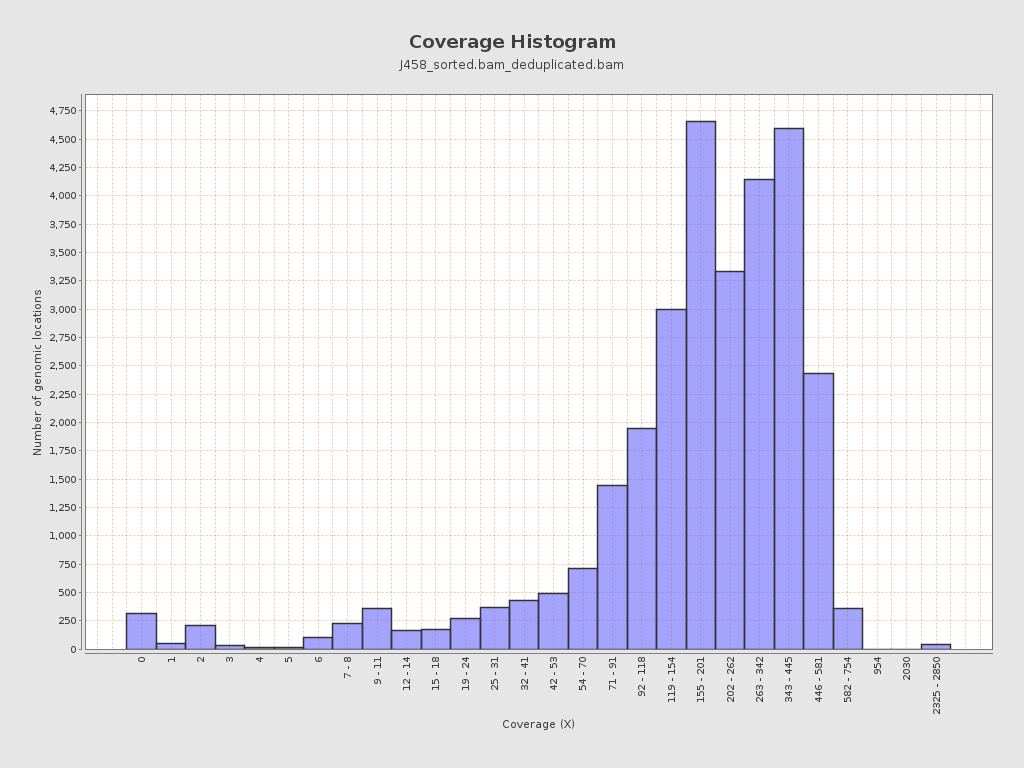 Coverage Histogram
J458_sorted.bam_deduplicated.bam
Number of genomic locations
4,750
4,500
4,250
4,000
3,750
3,500
3,250
3,000
2,750
2,500
2,250
2,000
1,750
1,500
1,250
1,000
750
500
250
0
0
1
2
3
4
5
6
7 - 8
9 - 11
12 - 14
15 - 18
19 - 24
25 - 31
32 - 41
42 - 53
54 - 70
71 - 91
92 - 118
119 - 154
155 - 201
202 - 262
263 - 342
343 - 445
446 - 581
582 - 754
954
2030
2325 - 2850
Coverage (X)